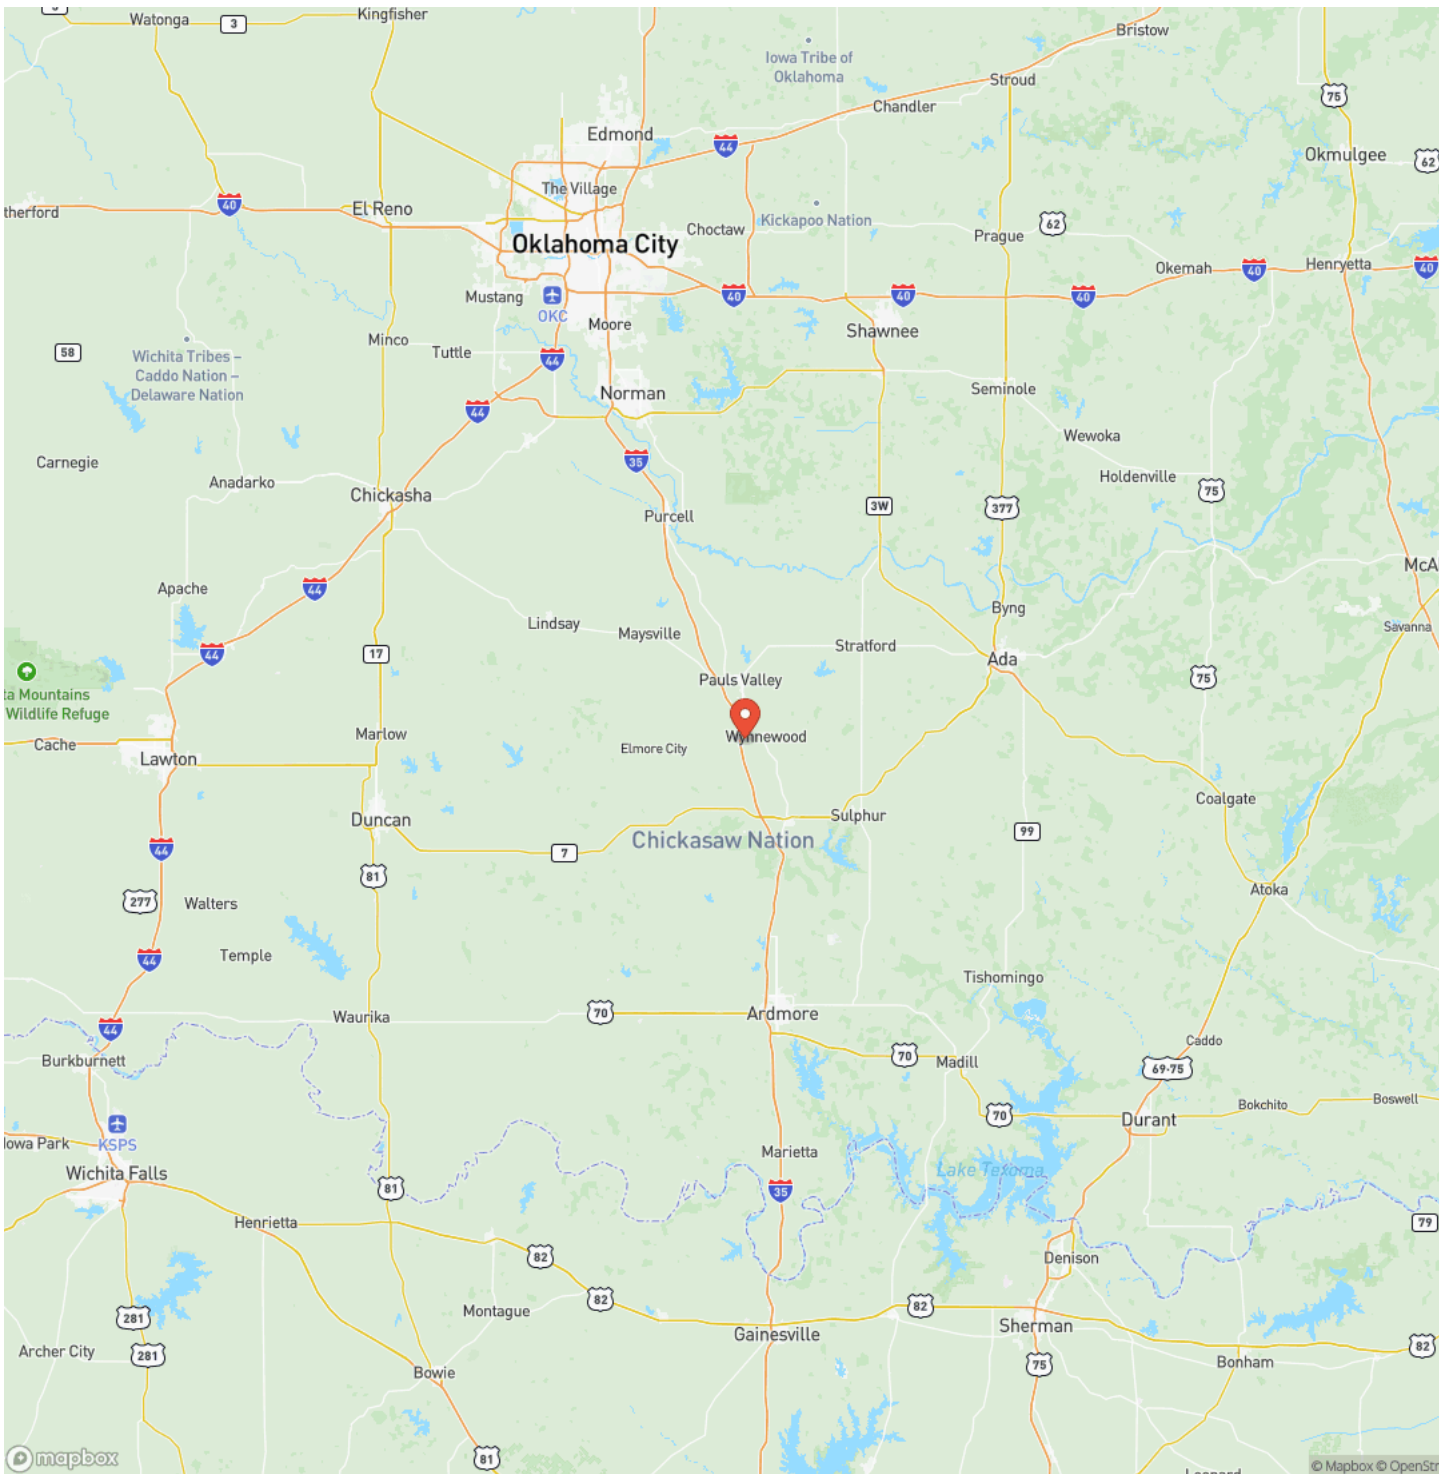 Watonga
3
Kingfisher
Bristow
Iowa Tribe of
Oklahoma
Stroud
75
Chandler
Edmond
44
Okmulgee
62
The Village
40
therford
El Reno
Kickapoo Nation
Choctaw
62
Prague
Oklahoma City
Okemah
40
Henryetta
40
Mustang
OKC
40
40
40
Moore
Shawnee
58
Wichita Tribes –
Caddo Nation –
Delaware Nation
Minco
Tuttle
44
Norman
Seminole
44
Wewoka
Carnegie
35
Holdenville
Anadarko
Chickasha
75
3W
377
Purcell
McA
Apache
44
Byng
Lindsay
Maysville
Savanna
17
44
Stratford
Ada
75
ta Mountains
Wildlife Refuge
Pauls Valley
Marlow
Wynnewood
Cache
Elmore City
Lawton
Coalgate
Duncan
Sulphur
Chickasaw Nation
99
44
7
81
Atoka
277
Walters
44
Temple
Tishomingo
70
Ardmore
Waurika
44
Caddo
Burkburnett
70
Madill
69-75
Boswell
Bokchito
70
Durant
KSPS
Iowa Park
Marietta
Lake Texoma
Wichita Falls
81
35
Henrietta
79
82
Denison
82
82
Montague
281
Sherman
Gainesville
Archer City
281
82
Bonham
75
Bowie
mapbox
81
© Mapbox © OpenStr